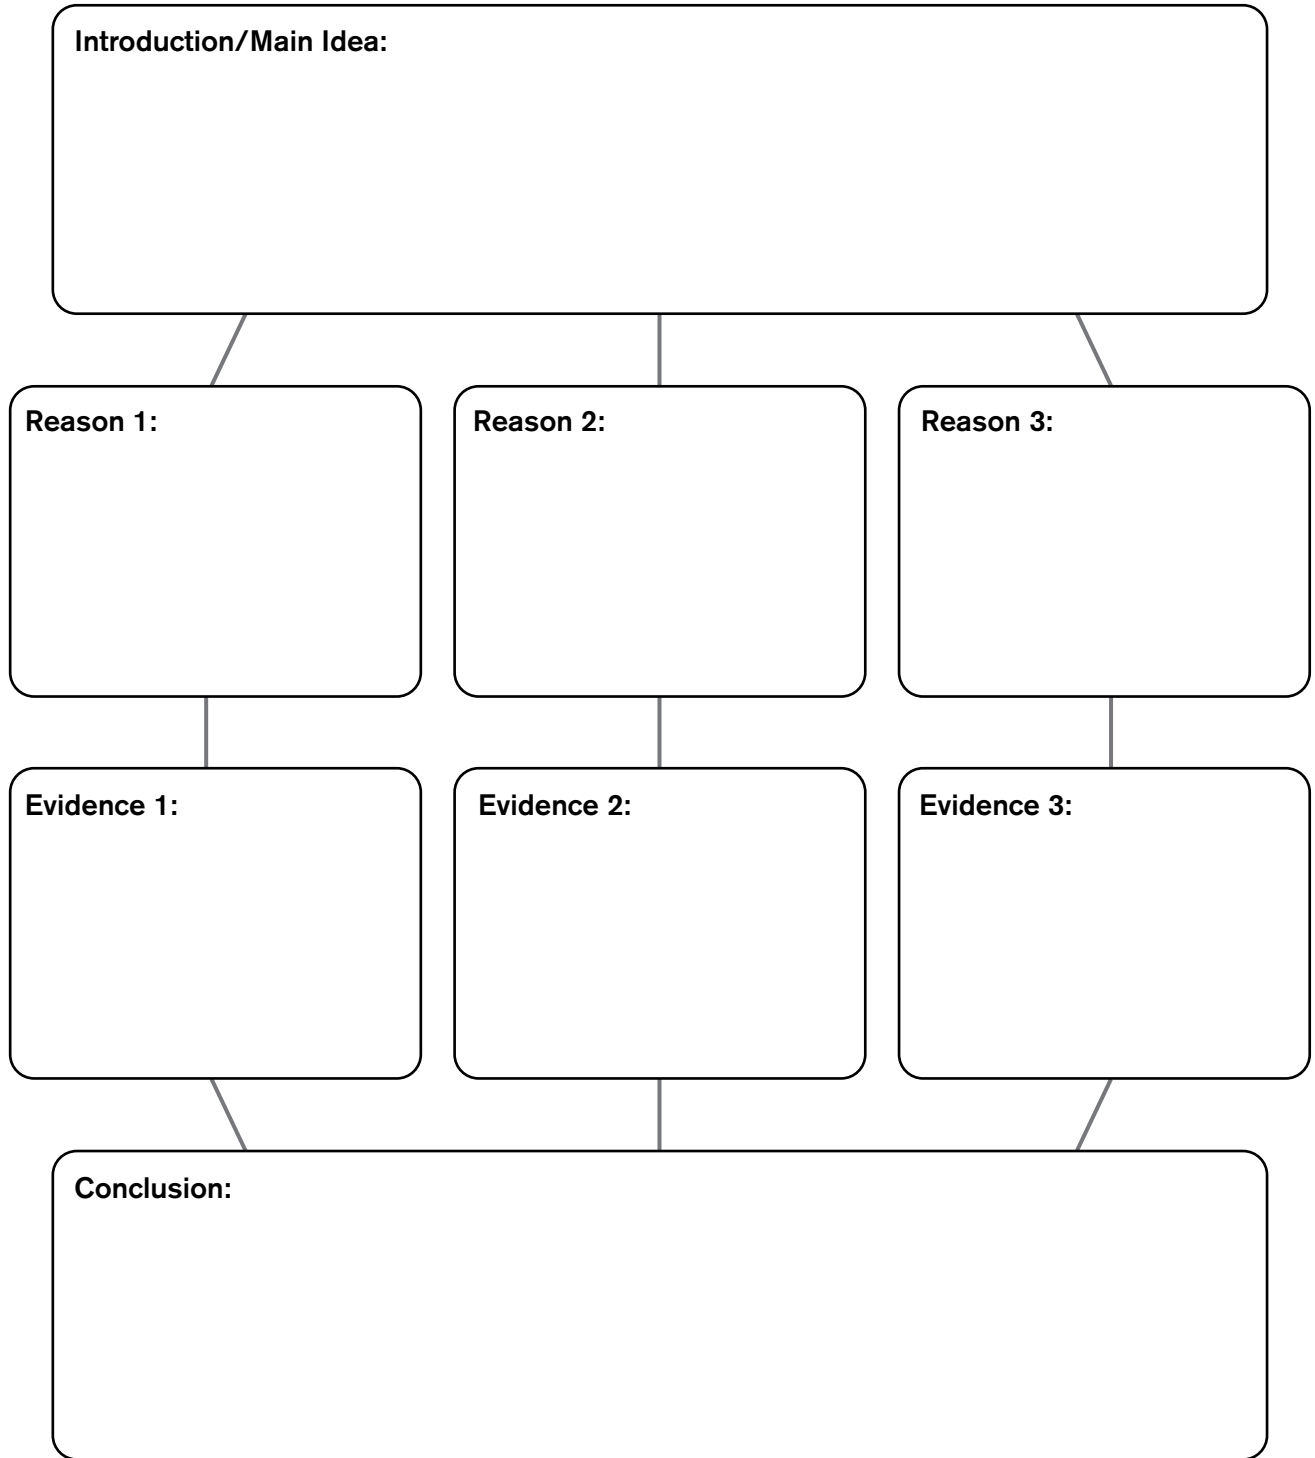 Introduction/Main Idea:
Reason 1:
Reason 2:
Reason 3:
Evidence 1:
Evidence 2:
Evidence 3:
Conclusion: